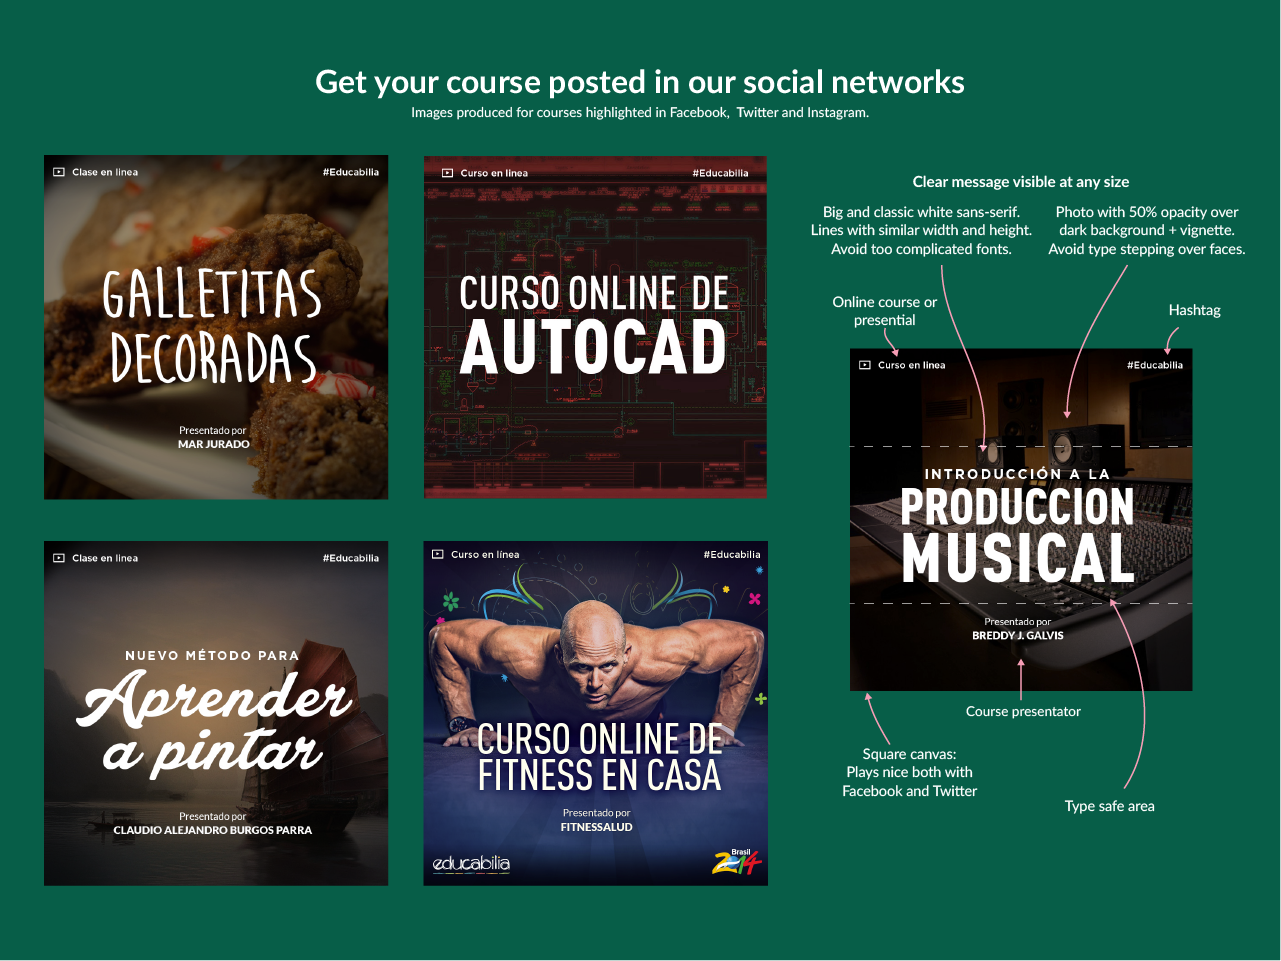 Get your course posted in our social networks
Images produced for courses highlighted in Facebook, Twitter and Instagram.
Clase en linea
#Educabilia
GALLETITAS
DECORADAS
Presentado por
MAR JURADO
Curso en linea
#Educabilia
CURSO ONLINE DE
AUTOCAD
Clase en linea
#Educabilia
NUEVO MÉTODO PARA
Aprender
a pintar
Presentado por
CLAUDIO ALEJANDRO BURGOS PARRA
Curso en línea
#Educabilia
CURSO ONLINE DE
FITNESS EN CASA
Presentado por
FITNESSALUD
educabilia
Brasil
2014
Clear message visible at any size
Big and classic white sans-serif.
Lines with similar width and height.
Avoid too complicated fonts.
Photo with 50% opacity over
dark background + vignette.
Avoid type stepping over faces.
Online course or
presential
Hashtag
Curso en linea
#Educabilia
INTRODUCCIÓN A LA
PRODUCCION
MUSICAL
Presentado por
BREDDY J. GALVIS
Course presentator
Square canvas:
Plays nice both with
Facebook and Twitter
Type safe area